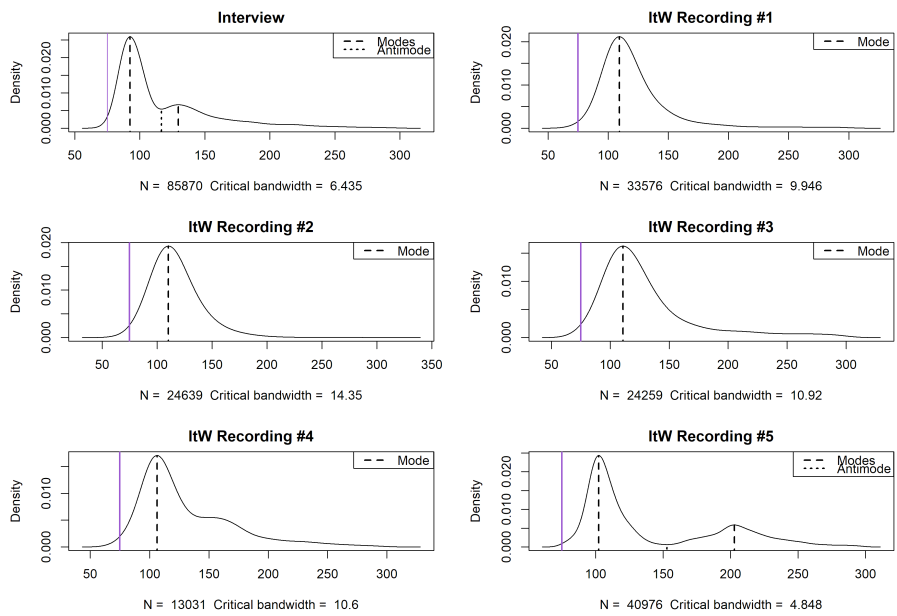 Interview
Density
0.000 0.010 0.020
Modes
Antimode
50 100 150 200 250 300
N = 85870 Critical bandwidth = 6.435
ItW Recording #1
Density
0.000 0.010 0.020
Mode
50 100 150 200 250 300
N = 33576 Critical bandwidth = 9.946
ItW Recording #2
Density
0.000 0.010 0.020
Mode
50 100 150 200 250 300 350
N = 24639 Critical bandwidth = 14.35
ItW Recording #3
Density
0.000 0.010
Mode
50 100 150 200 250 300
N = 24259 Critical bandwidth = 10.92
ItW Recording #4
Density
0.000 0.010
Mode
50 100 150 200 250 300
N = 13031 Critical bandwidth = 10.6
ItW Recording #5
Density
0.000 0.010 0.020
Modes
Antimode
100 150 200 250 300
N = 40976 Critical bandwidth = 4.848